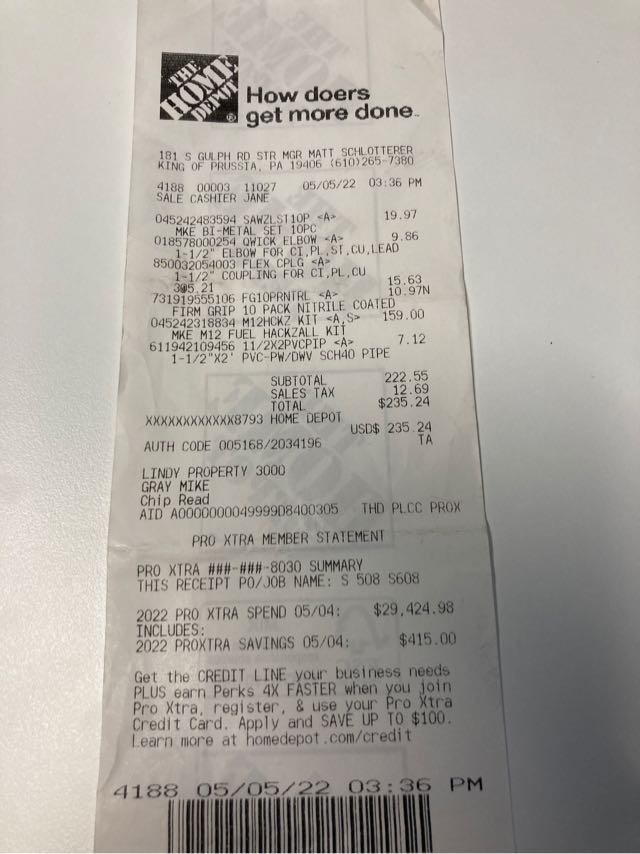 THE
HOME
DEPOT
®
How doers
get more done™
181 S GULPH RD STR MGR MATT SCHLOTTERER
KING OF PRUSSIA, PA 19406 (610)265-7380
4188 00003 11027 05/05/22 03:36 PM
SALE CASHIER JANE
045242483594 SAWZLST10P <A> 19.97
MKE BI-METAL SET 10PC
018578000254 QWICK ELBOW <A> 9.86
1-1/2" ELBOW FOR CI,PL,ST,CU,LEAD
850032054003 FLEX CPLG <A>
1-1/2" COUPLING FOR CI,PL,CU
3@5.21 15.63
731919555106 FG10PRNTRL <A> 10.97N
FIRM GRIP 10 PACK NITRILE COATED
045242318834 M12HCKZ KIT <A,S> 159.00
MKE M12 FUEL HACKZALL KIT
611942109456 11/2X2PVCPIP <A> 7.12
1-1/2"X2' PVC-PW/DWV SCH40 PIPE
SUBTOTAL 222.55
SALES TAX 12.69
TOTAL $235.24
XXXXXXXXXXXX8793 HOME DEPOT
USD$ 235.24
AUTH CODE 005168/2034196 TA
LINDY PROPERTY 3000
GRAY MIKE
Chip Read
AID A0000000049999D8400305 THD PLCC PROX
PRO XTRA MEMBER STATEMENT
PRO XTRA ###-###-8030 SUMMARY
THIS RECEIPT PO/JOB NAME: S 508 S608
2022 PRO XTRA SPEND 05/04: $29,424.98
INCLUDES:
2022 PROXTRA SAVINGS 05/04: $415.00
Get the CREDIT LINE your business needs
PLUS earn Perks 4X FASTER when you join
Pro Xtra, register, & use your Pro Xtra
Credit Card. Apply and SAVE UP TO $100.
Learn more at homedepot.com/credit
4188 05/05/22 03:36 PM